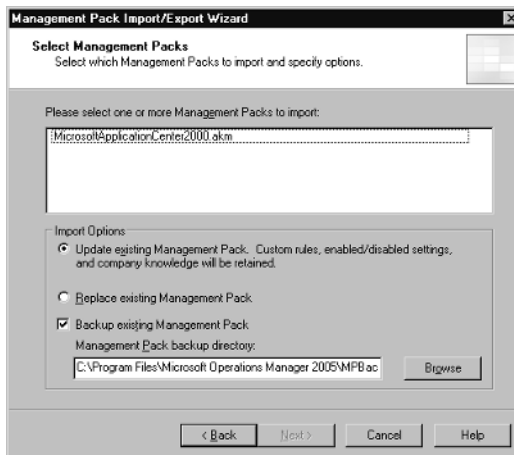 Management Pack Import/Export Wizard
Select Management Packs
Select which Management Packs to import and specify options.
Please select one or more Management Packs to import:
MicrosoftApplicationCenter2000.akm
Import Options
Update existing Management Pack. Custom rules, enabled/disabled settings,
and company knowledge will be retained.
Replace existing Management Pack
Backup existing Management Pack
Management Pack backup directory:
C:\Program Files\Microsoft Operations Manager 2005\MPBac
Browse
< Back
Next >
Cancel
Help